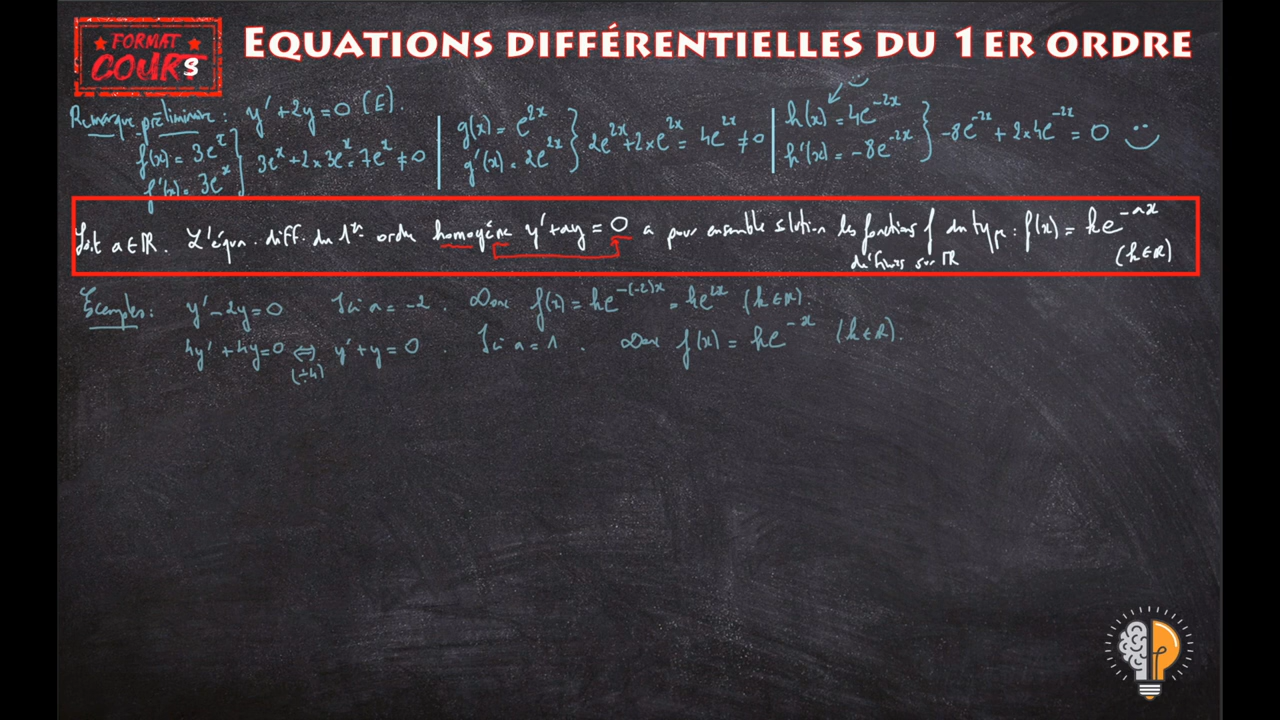 FORMAT COURTS
EQUATIONS DIFFÉRENTIELLES DU 1ER ORDRE
Remarque préliminaire : y' + 2y = 0 (E).
f(x) = 3e^x
f'(x) = 3e^x } 3e^x + 2×3e^x = 7e^x ≠ 0
g(x) = e^{2x}
g'(x) = 2e^{2x} } 2e^{2x} + 2×e^{2x} = 4e^{2x} ≠ 0
h(x) = 4e^{-2x}
h'(x) = -8e^{-2x} } -8e^{-2x} + 2×4e^{-2x} = 0
Soit a ∈ ℝ. L'équa. diff. du 1er ordre homogène y' + ay = 0 a pour ensemble solution les fonctions f du type : f(x) = ke^{-ax}
définies sur ℝ (k ∈ ℝ)
Exemples : y' - 2y = 0 Ici a = -2. Donc f(x) = ke^{-(-2)x} = ke^{2x} (k ∈ ℝ).
4y' + 4y = 0 ⇔ y' + y = 0. Ici a = 1. Donc f(x) = ke^{-x} (k ∈ ℝ).
(÷4)